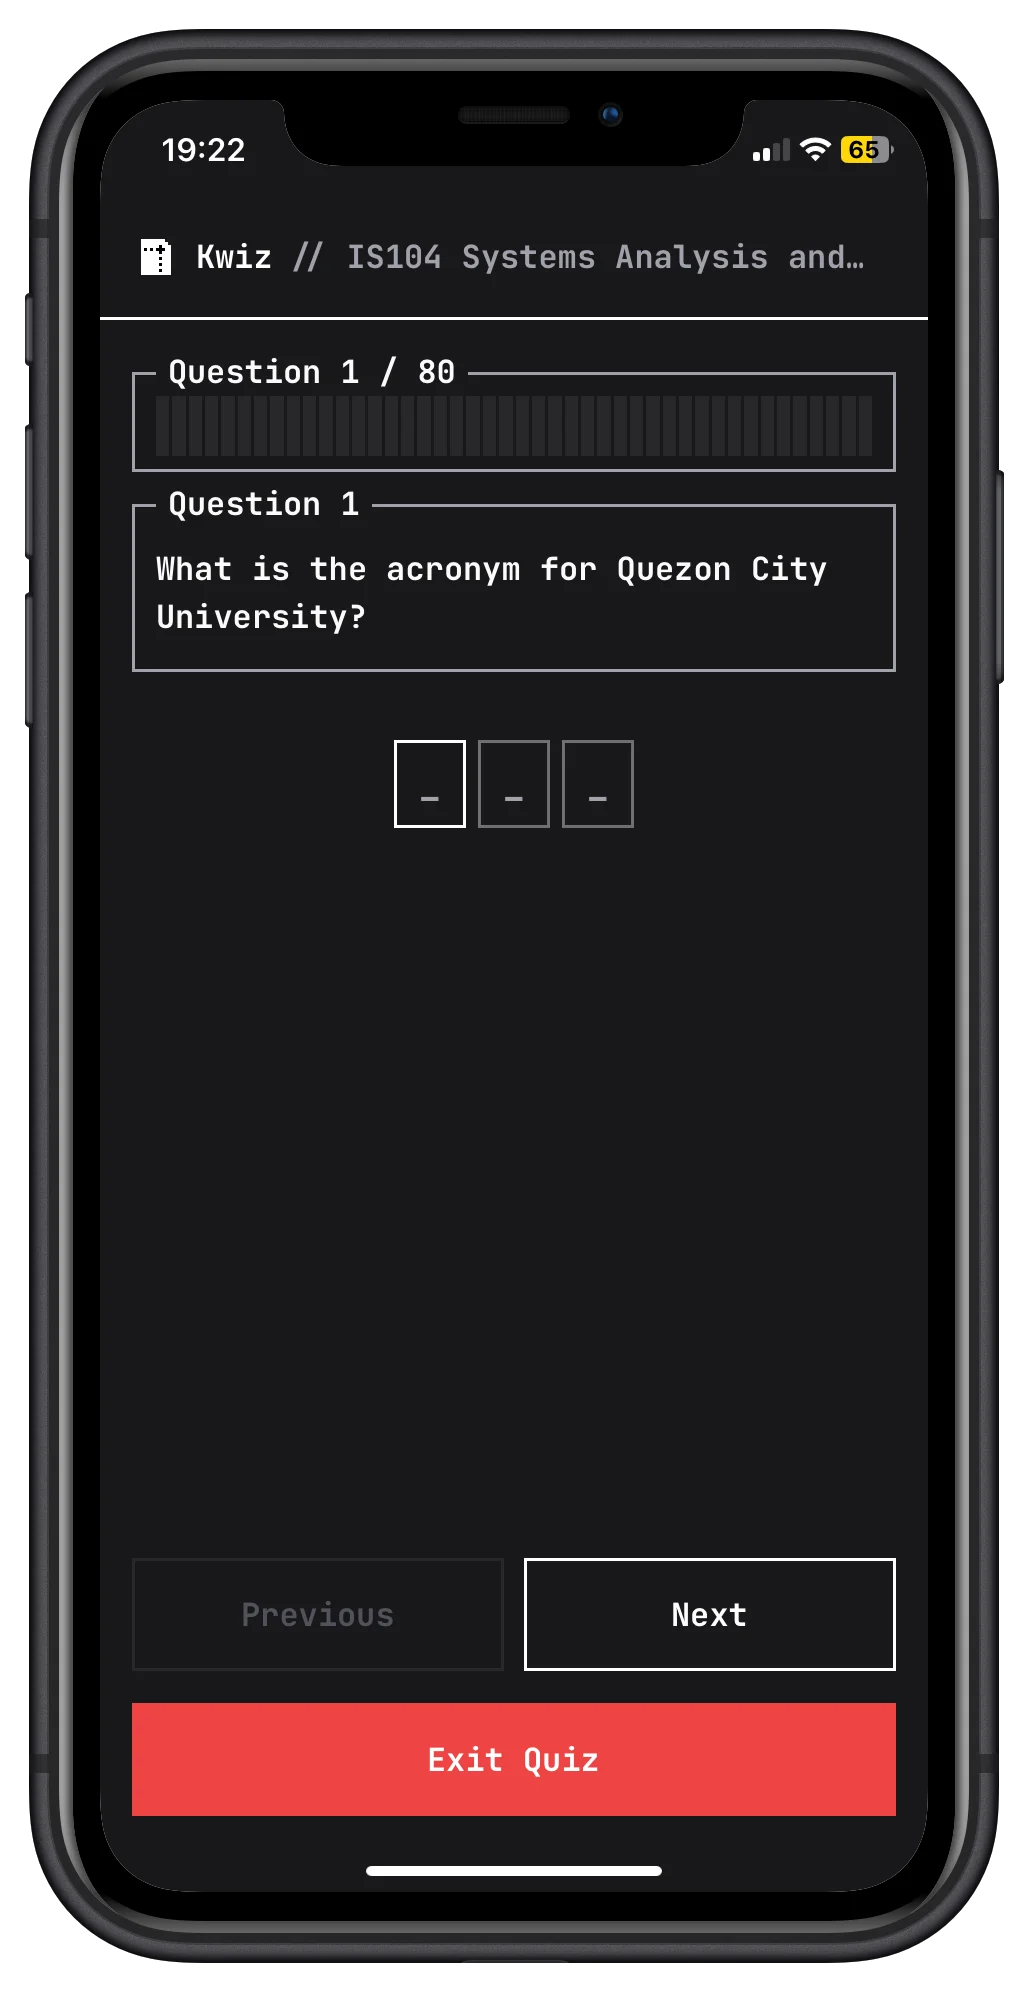 19:22
65
Kwiz // IS104 Systems Analysis and…
Question 1 / 80
Question 1
What is the acronym for Quezon City
University?
_ _ _
Previous
Next
Exit Quiz